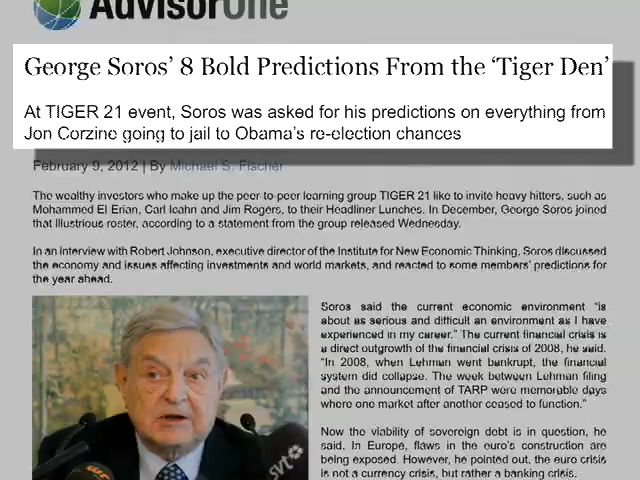 AdvisorOne
George Soros' 8 Bold Predictions From the 'Tiger Den'
At TIGER 21 event, Soros was asked for his predictions on everything from
Jon Corzine going to jail to Obama's re-election chances
February 9, 2012 | By Michael S. Fischer
The wealthy investors who make up the peer-to-peer learning group TIGER 21 like to invite heavy hitters, such as
Mohammed El Erian, Carl Icahn and Jim Rogers, to their Headliner Lunches. In December, George Soros joined
that illustrious roster, according to a statement from the group released Wednesday.
In an interview with Robert Johnson, executive director of the Institute for New Economic Thinking, Soros discussed
the economy and issues affecting investments and world markets, and reacted to some members' predictions for
the year ahead.
Soros said the current economic environment "is
about as serious and difficult an environment as I have
experienced in my career." The current financial crisis is
a direct outgrowth of the financial crisis of 2008, he said.
"In 2008, when Lehman went bankrupt, the financial
system did collapse. The week between Lehman filing
and the announcement of TARP were memorable days
where one market after another ceased to function."
Now the viability of sovereign debt is in question, he
said. In Europe, flaws in the euro's construction are
being exposed. However, he pointed out, the euro crisis
is not a currency crisis, but rather a banking crisis.
svt